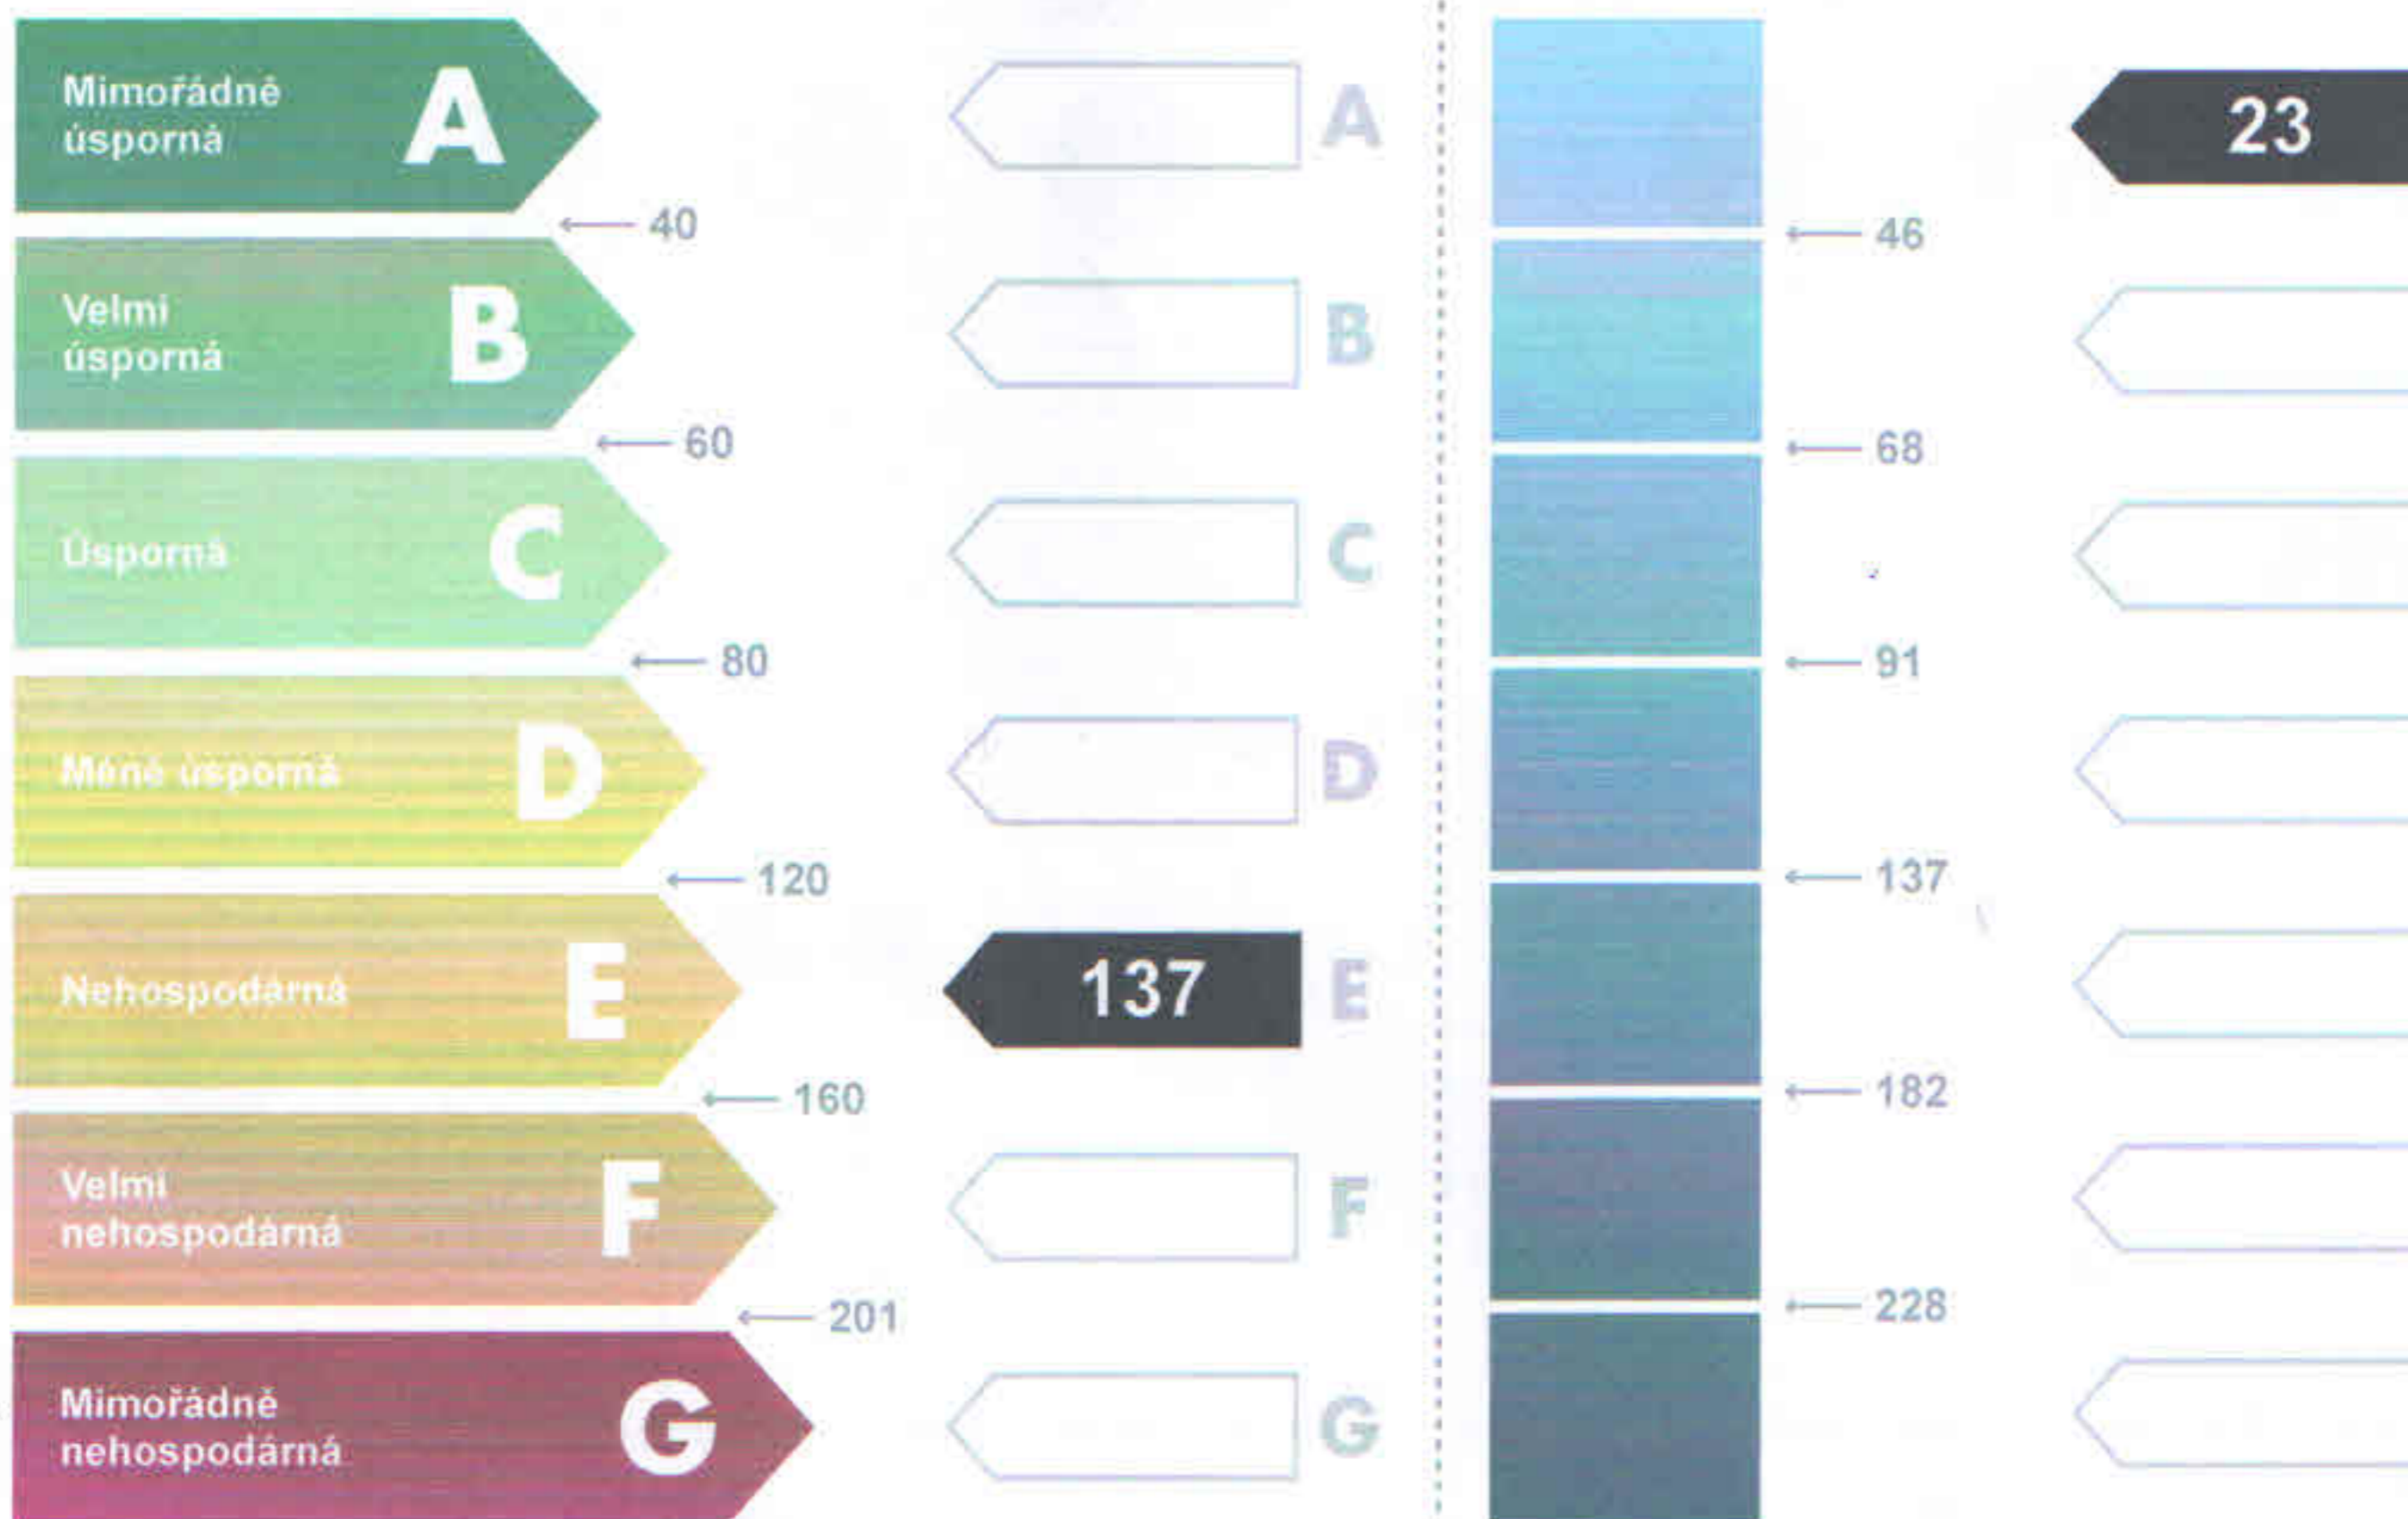 Mimořádně
úsporná
A
A
23
40
46
Velmi
úsporná
B
B
60
68
Úsporná
C
C
80
91
Méně úsporná
D
D
120
137
Nehospodárná
E
137
E
160
182
Velmi
nehospodárná
F
F
201
228
Mimořádně
nehospodárná
G
G